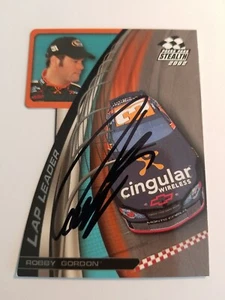 PRESS PASS
STEALTH
2002
LAP LEADER
ROBBY GORDON
cingular
WIRELESS